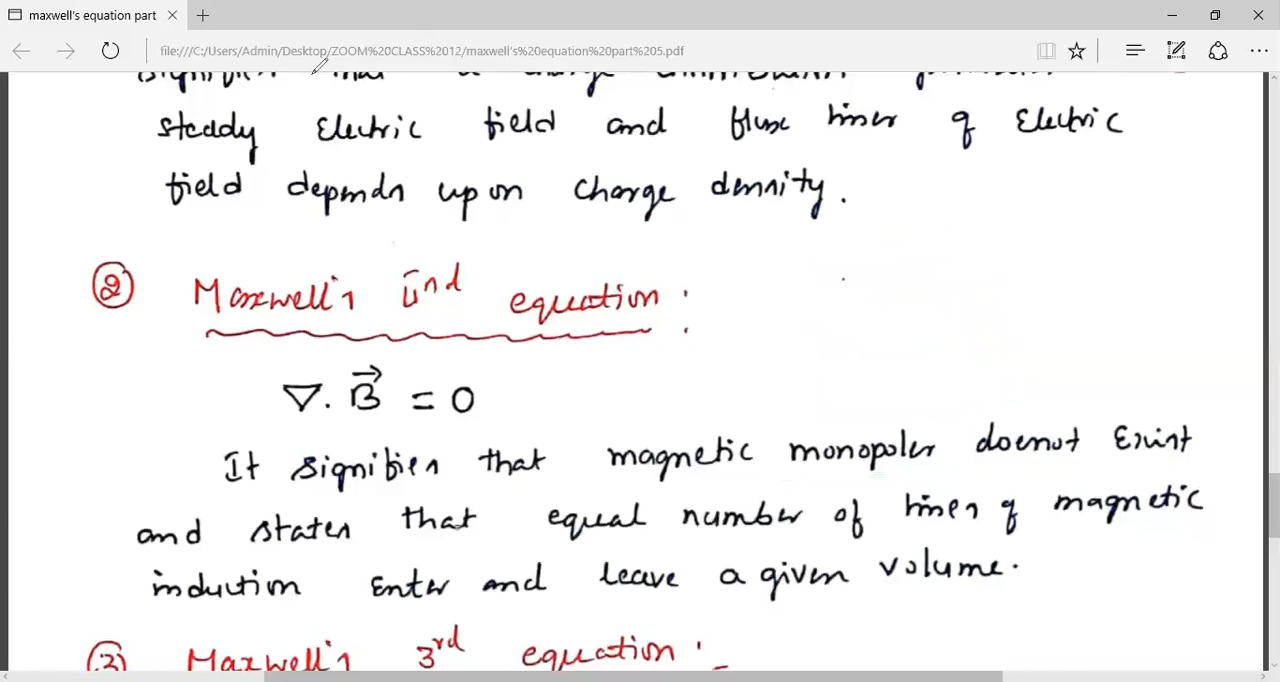 maxwell's equation part
file:///C:/Users/Admin/Desktop/ZOOM%20CLASS%2012/maxwell's%20equation%20part%205.pdf
signifies that a charge
steady Electric field and flux lines of Electric
field depends upon charge density.
② Maxwell's IInd equation :
∇. B⃗ = 0
It signifies that magnetic monopoles doesnot Exist
and states that equal number of lines of magnetic
induction Enter and leave a given volume.
③ Maxwell's 3rd equation :-